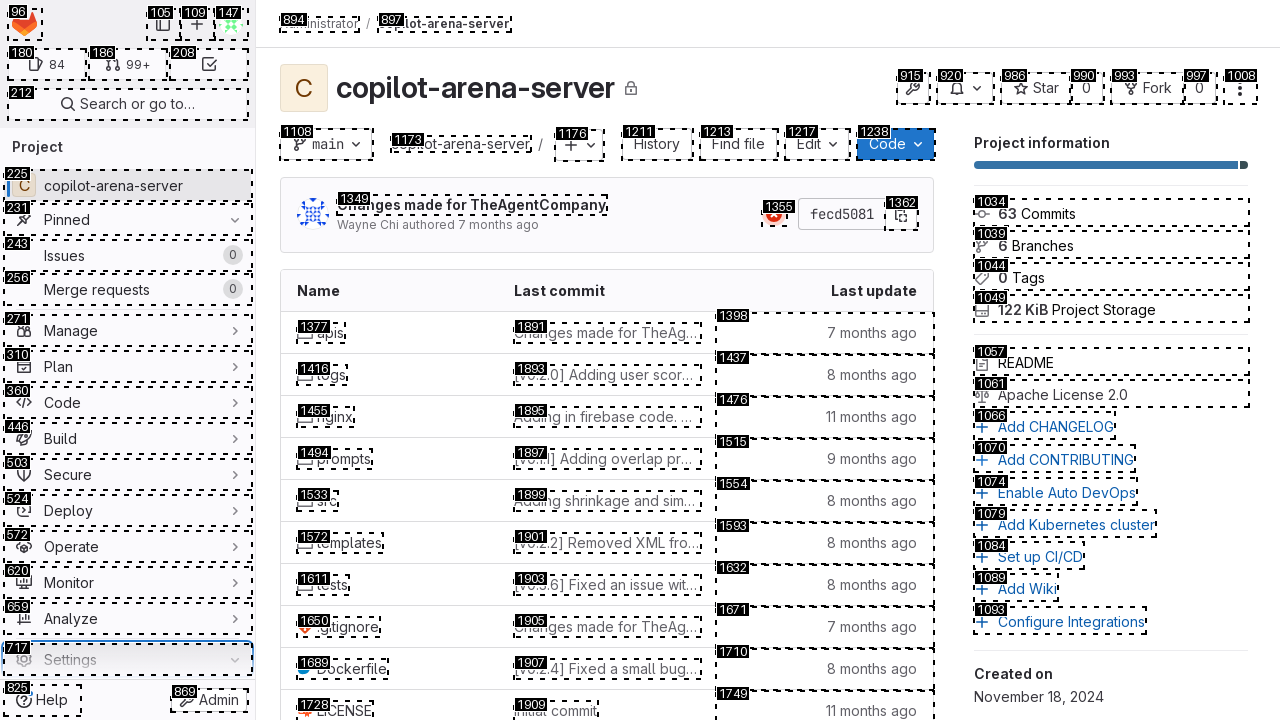 96
105
109
147
180
84
186
99+
208
212
Search or go to…
Project
225
C
copilot-arena-server
231
Pinned
243
Issues
0
256
Merge requests
0
271
Manage
310
Plan
360
Code
446
Build
503
Secure
524
Deploy
572
Operate
620
Monitor
659
Analyze
717
Settings
825
Help
869
Admin
894
Administrator
/
897
copilot-arena-server
C
copilot-arena-server
915
920
986
Star
990
0
993
Fork
997
0
1008
1108
main
1173
copilot-arena-server
/
1176
1211
History
1213
Find file
1217
Edit
1238
Code
1349
Changes made for TheAgentCompany
Wayne Chi authored 7 months ago
1355
fecd5081
1362
Name
Last commit
Last update
1377
apis
1891
Changes made for TheAg…
1398
7 months ago
1416
logs
1893
[v0.2.0] Adding user scor…
1437
8 months ago
1455
nginx
1895
Adding in firebase code. …
1476
11 months ago
1494
prompts
1897
[v0.1.1] Adding overlap pr…
1515
9 months ago
1533
src
1899
Adding shrinkage and sim…
1554
8 months ago
1572
templates
1901
[v0.2.2] Removed XML fro…
1593
8 months ago
1611
tests
1903
Fixed an issue wit…
1632
8 months ago
1650
.gitignore
1905
Changes made for TheAg…
1671
7 months ago
1689
Dockerfile
1907
[v0.2.4] Fixed a small bug…
1710
8 months ago
1728
LICENSE
1909
Initial commit
1749
11 months ago
Project information
1034
63 Commits
1039
6 Branches
1044
0 Tags
1049
122 KiB Project Storage
1057
README
1061
Apache License 2.0
1066
Add CHANGELOG
1070
Add CONTRIBUTING
1074
Enable Auto DevOps
1079
Add Kubernetes cluster
1084
Set up CI/CD
1089
Add Wiki
1093
Configure Integrations
Created on
November 18, 2024